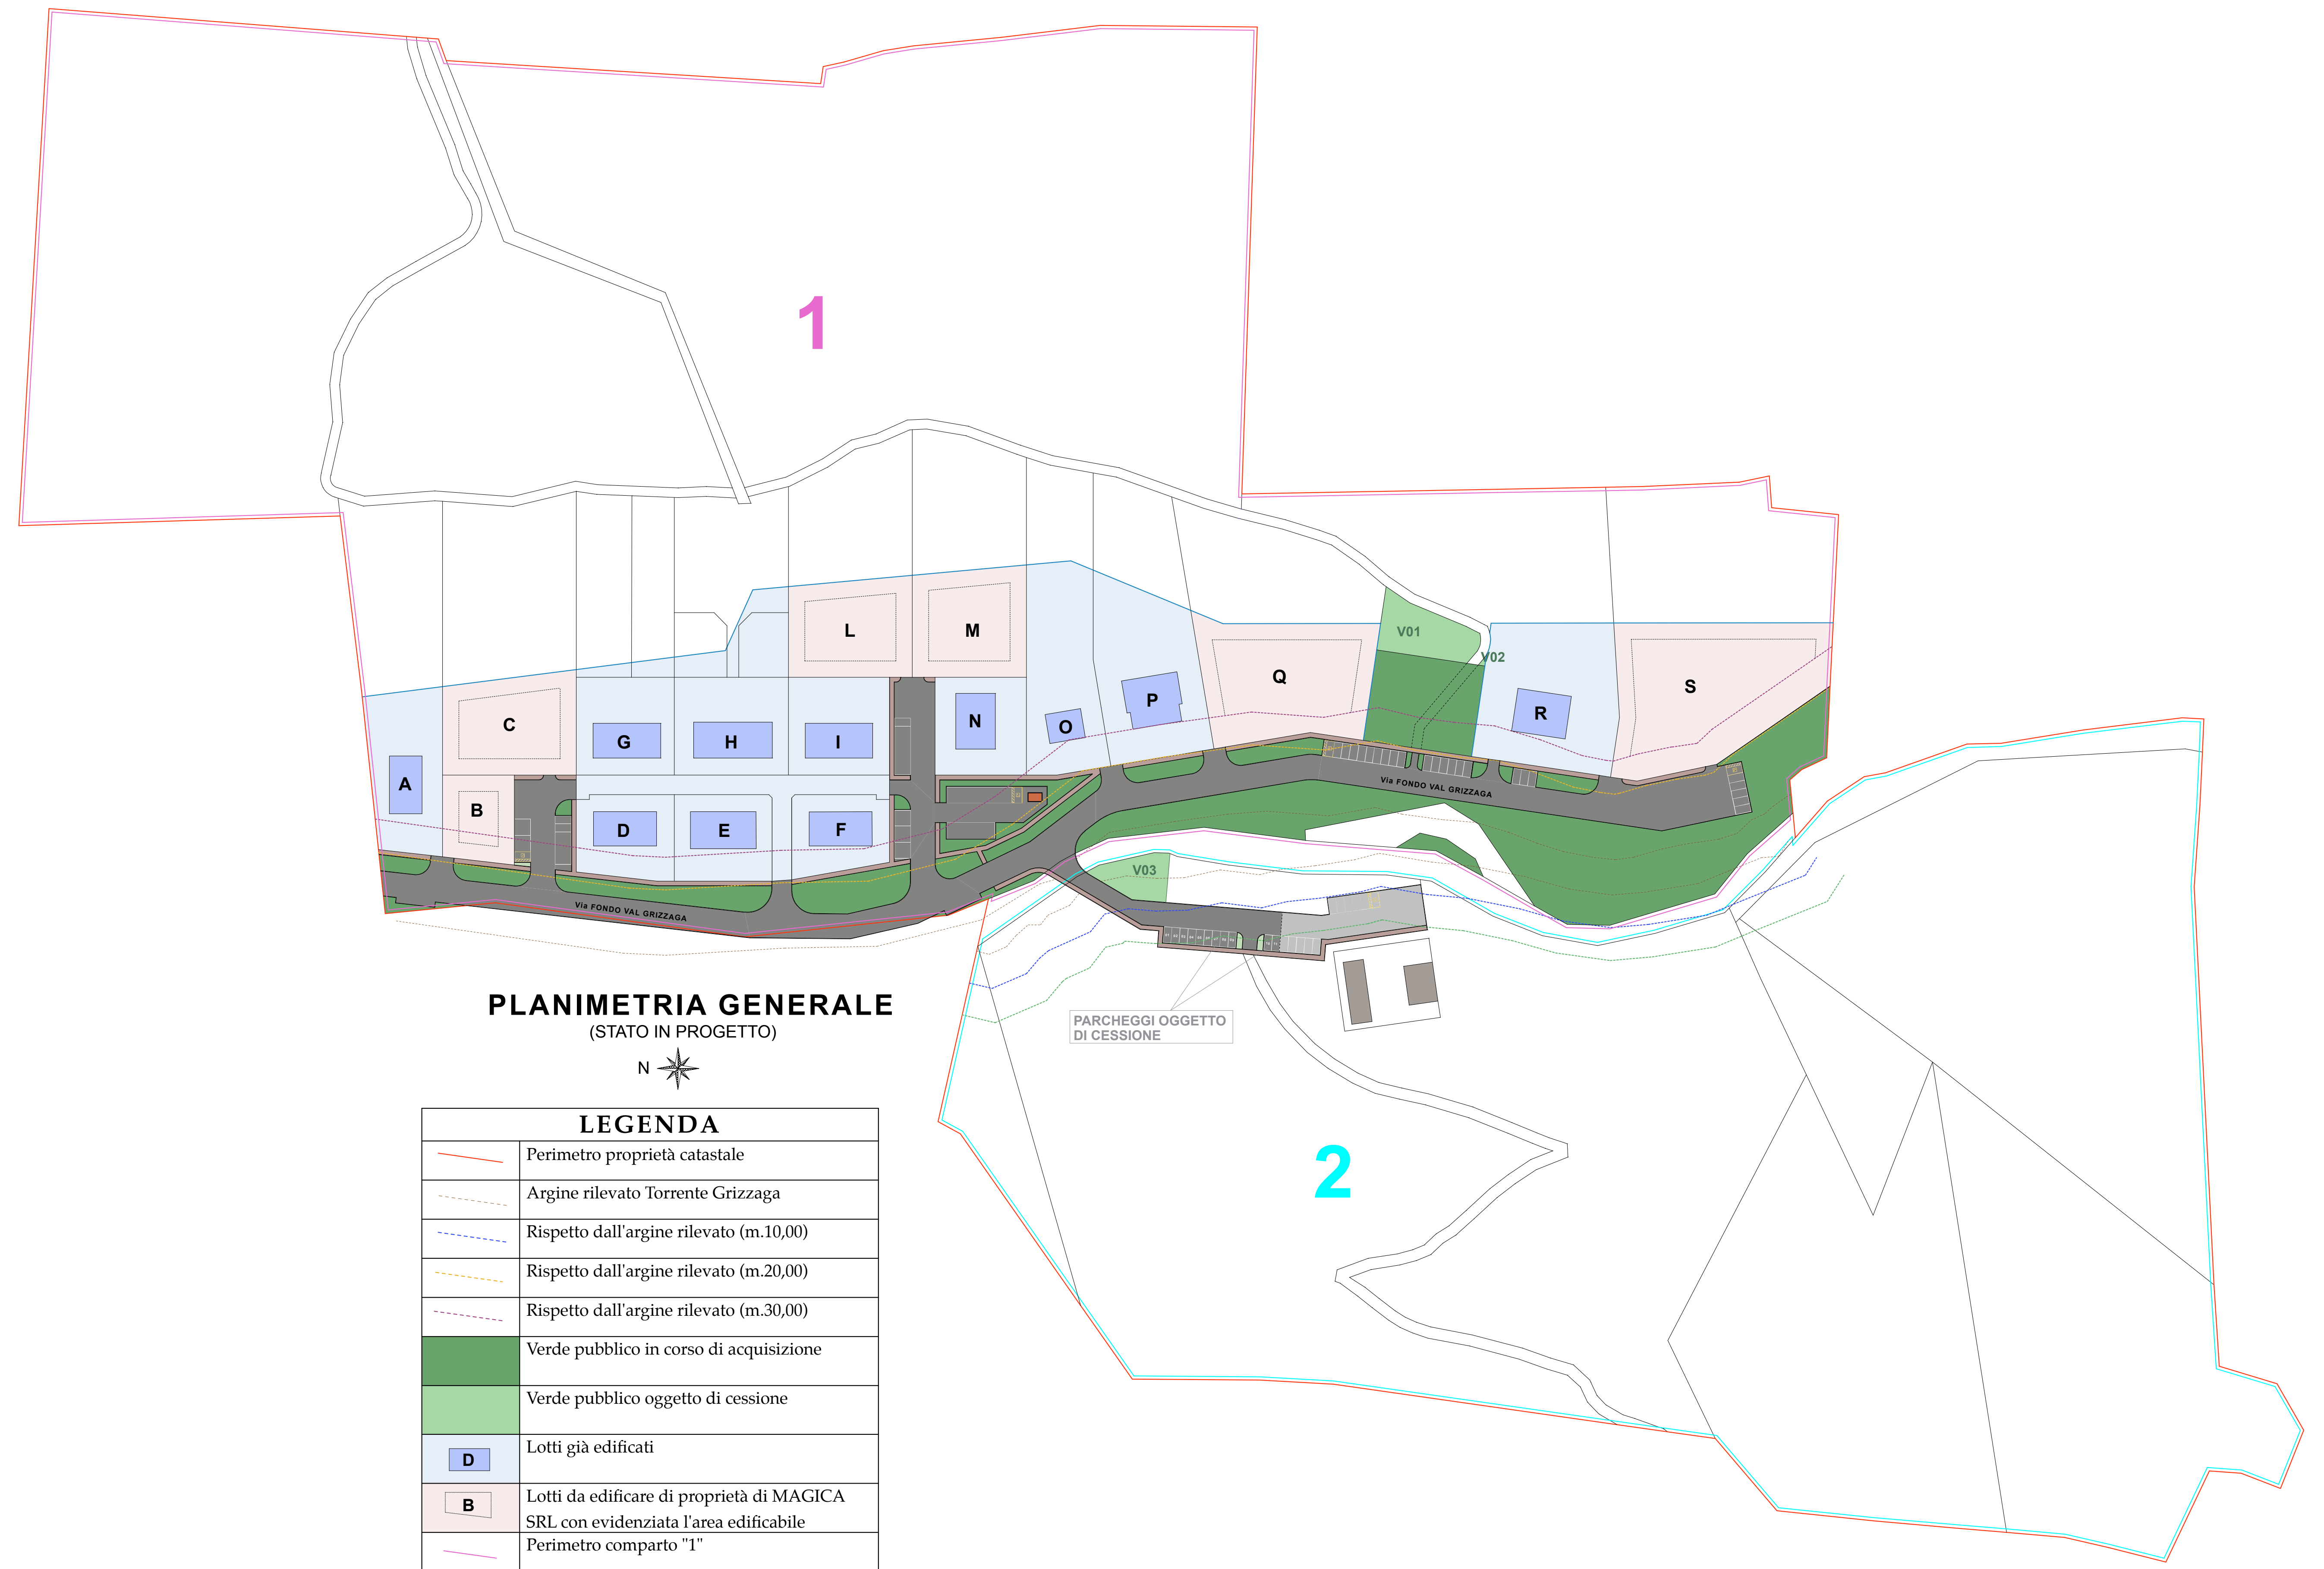 1
L
M
V01
V02
Q
S
C
P
R
G
H
I
N
O
A
B
D
E
F
Via FONDO VAL GRIZZAGA
V03
Via FONDO VAL GRIZZAGA
PARCHEGGI OGGETTO
DI CESSIONE
2
PLANIMETRIA GENERALE
(STATO IN PROGETTO)
N
LEGENDA
Perimetro proprietà catastale
Argine rilevato Torrente Grizzaga
Rispetto dall'argine rilevato (m.10,00)
Rispetto dall'argine rilevato (m.20,00)
Rispetto dall'argine rilevato (m.30,00)
Verde pubblico in corso di acquisizione
Verde pubblico oggetto di cessione
D
Lotti già edificati
B
Lotti da edificare di proprietà di MAGICA
SRL con evidenziata l'area edificabile
Perimetro comparto "1"